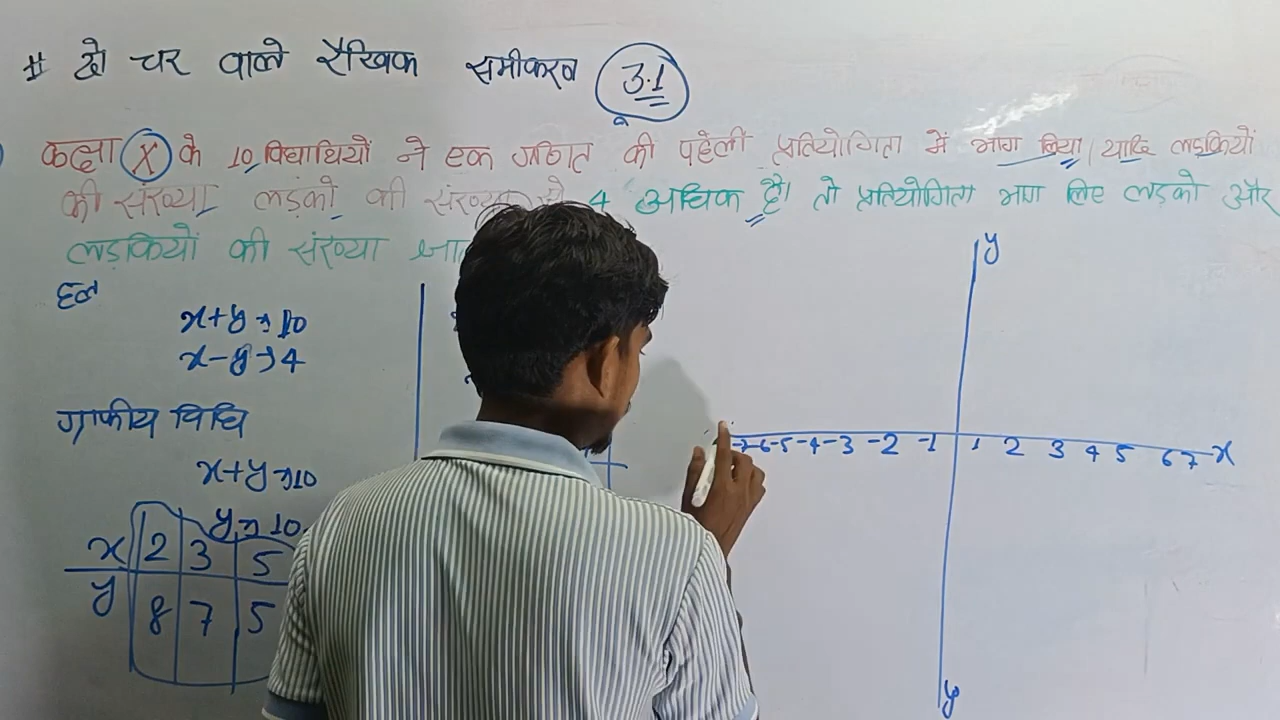 # दो चर वाले रैखिक समीकरण 3.1
कक्षा X के 10 विद्यार्थियों ने एक गणित की पहेली प्रतियोगिता में भाग लिया। यदि लड़कियों
की संख्या लड़को की संख्या से 4 अधिक है। तो प्रतियोगिता भाग लिए लड़को और
लड़कियों की संख्या
हल
x+y=10
x-y=4
ग्राफीय विधि
x+y=10
y=10
x 2 3 5
y 8 7 5
y
-7 -6 -5 -4 -3 -2 -1 1 2 3 4 5 6 7 x
y